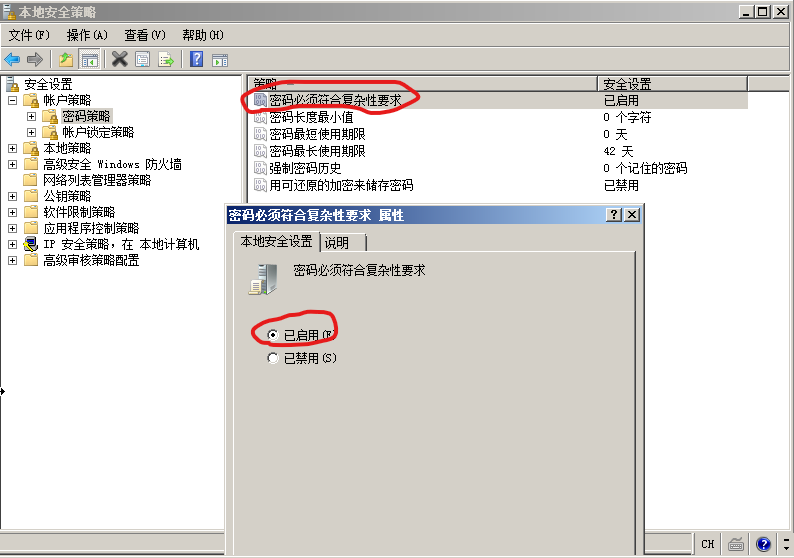 本地安全策略
文件(F) 操作(A) 查看(V) 帮助(H)
安全设置
帐户策略
密码策略
帐户锁定策略
本地策略
高级安全 Windows 防火墙
网络列表管理器策略
公钥策略
软件限制策略
应用程序控制策略
IP 安全策略，在 本地计算机
高级审核策略配置
策略 安全设置
密码必须符合复杂性要求 已启用
密码长度最小值 0 个字符
密码最短使用期限 0 天
密码最长使用期限 42 天
强制密码历史 0 个记住的密码
用可还原的加密来储存密码 已禁用
密码必须符合复杂性要求 属性
本地安全设置 说明
密码必须符合复杂性要求
已启用(E)
已禁用(S)
CH